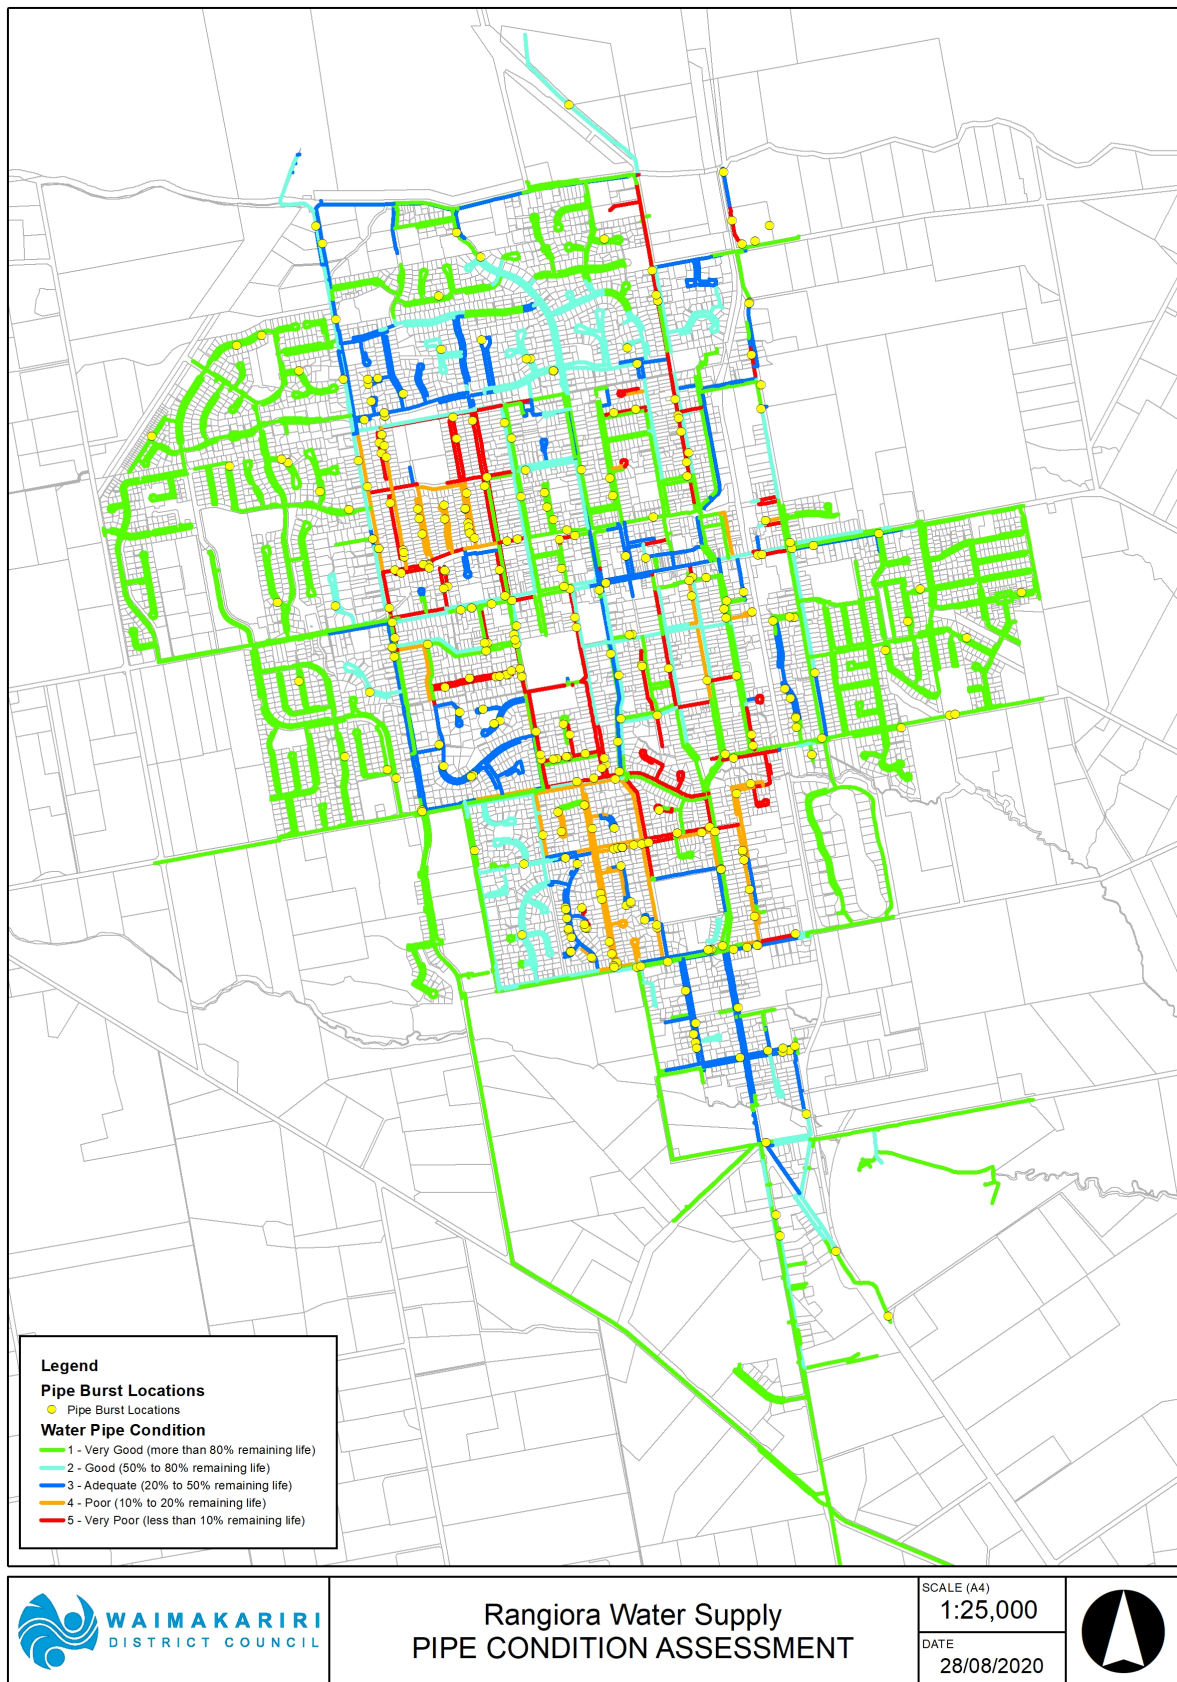 Legend
Pipe Burst Locations
Pipe Burst Locations
Water Pipe Condition
1 - Very Good (more than 80% remaining life)
2 - Good (50% to 80% remaining life)
3 - Adequate (20% to 50% remaining life)
4 - Poor (10% to 20% remaining life)
5 - Very Poor (less than 10% remaining life)
WAIMAKARIRI
DISTRICT COUNCIL
Rangiora Water Supply
PIPE CONDITION ASSESSMENT
SCALE (A4)
1:25,000
DATE
28/08/2020